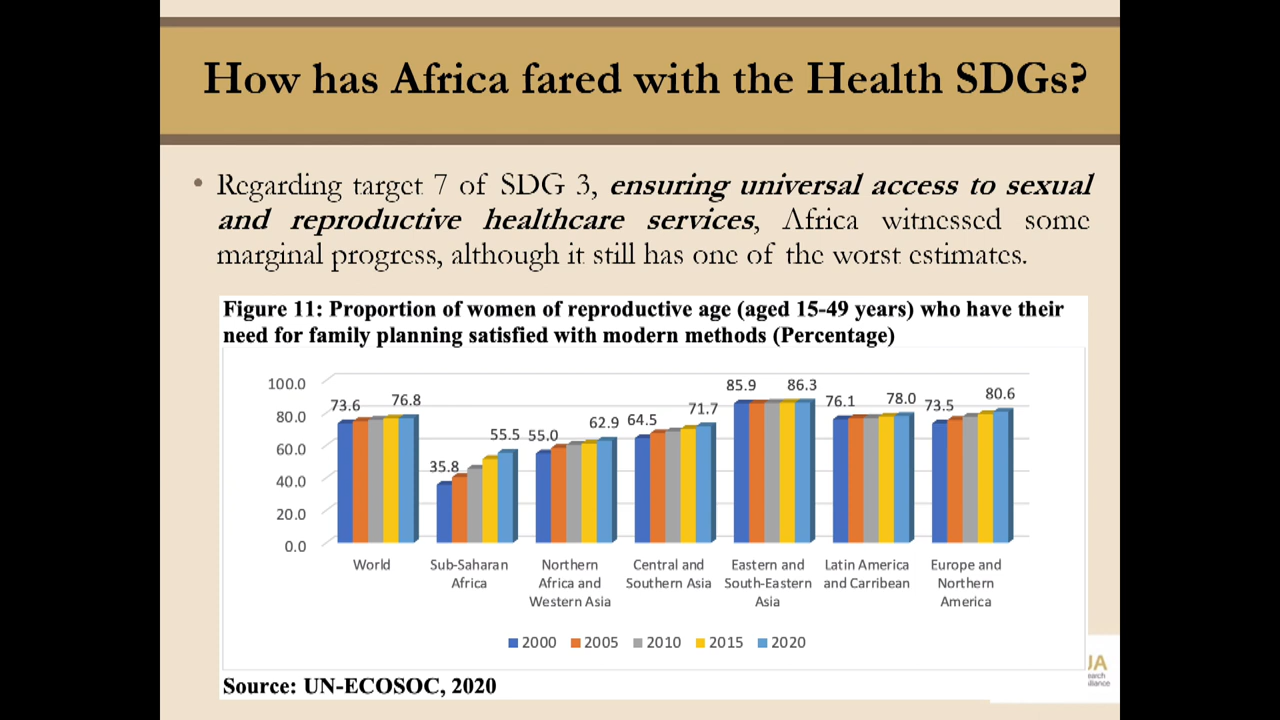 How has Africa fared with the Health SDGs?
• Regarding target 7 of SDG 3, ensuring universal access to sexual
and reproductive healthcare services, Africa witnessed some
marginal progress, although it still has one of the worst estimates.
Figure 11: Proportion of women of reproductive age (aged 15-49 years) who have their
need for family planning satisfied with modern methods (Percentage)
100.0
80.0
60.0
40.0
20.0
0.0
73.6 76.8
35.8 55.5
55.0 62.9
64.5 71.7
85.9 86.3
76.1 78.0
73.5 80.6
World
Sub-Saharan
Africa
Northern
Africa and
Western Asia
Central and
Southern Asia
Eastern and
South-Eastern
Asia
Latin America
and Carribean
Europe and
Northern
America
2000 2005 2010 2015 2020
Source: UN-ECOSOC, 2020